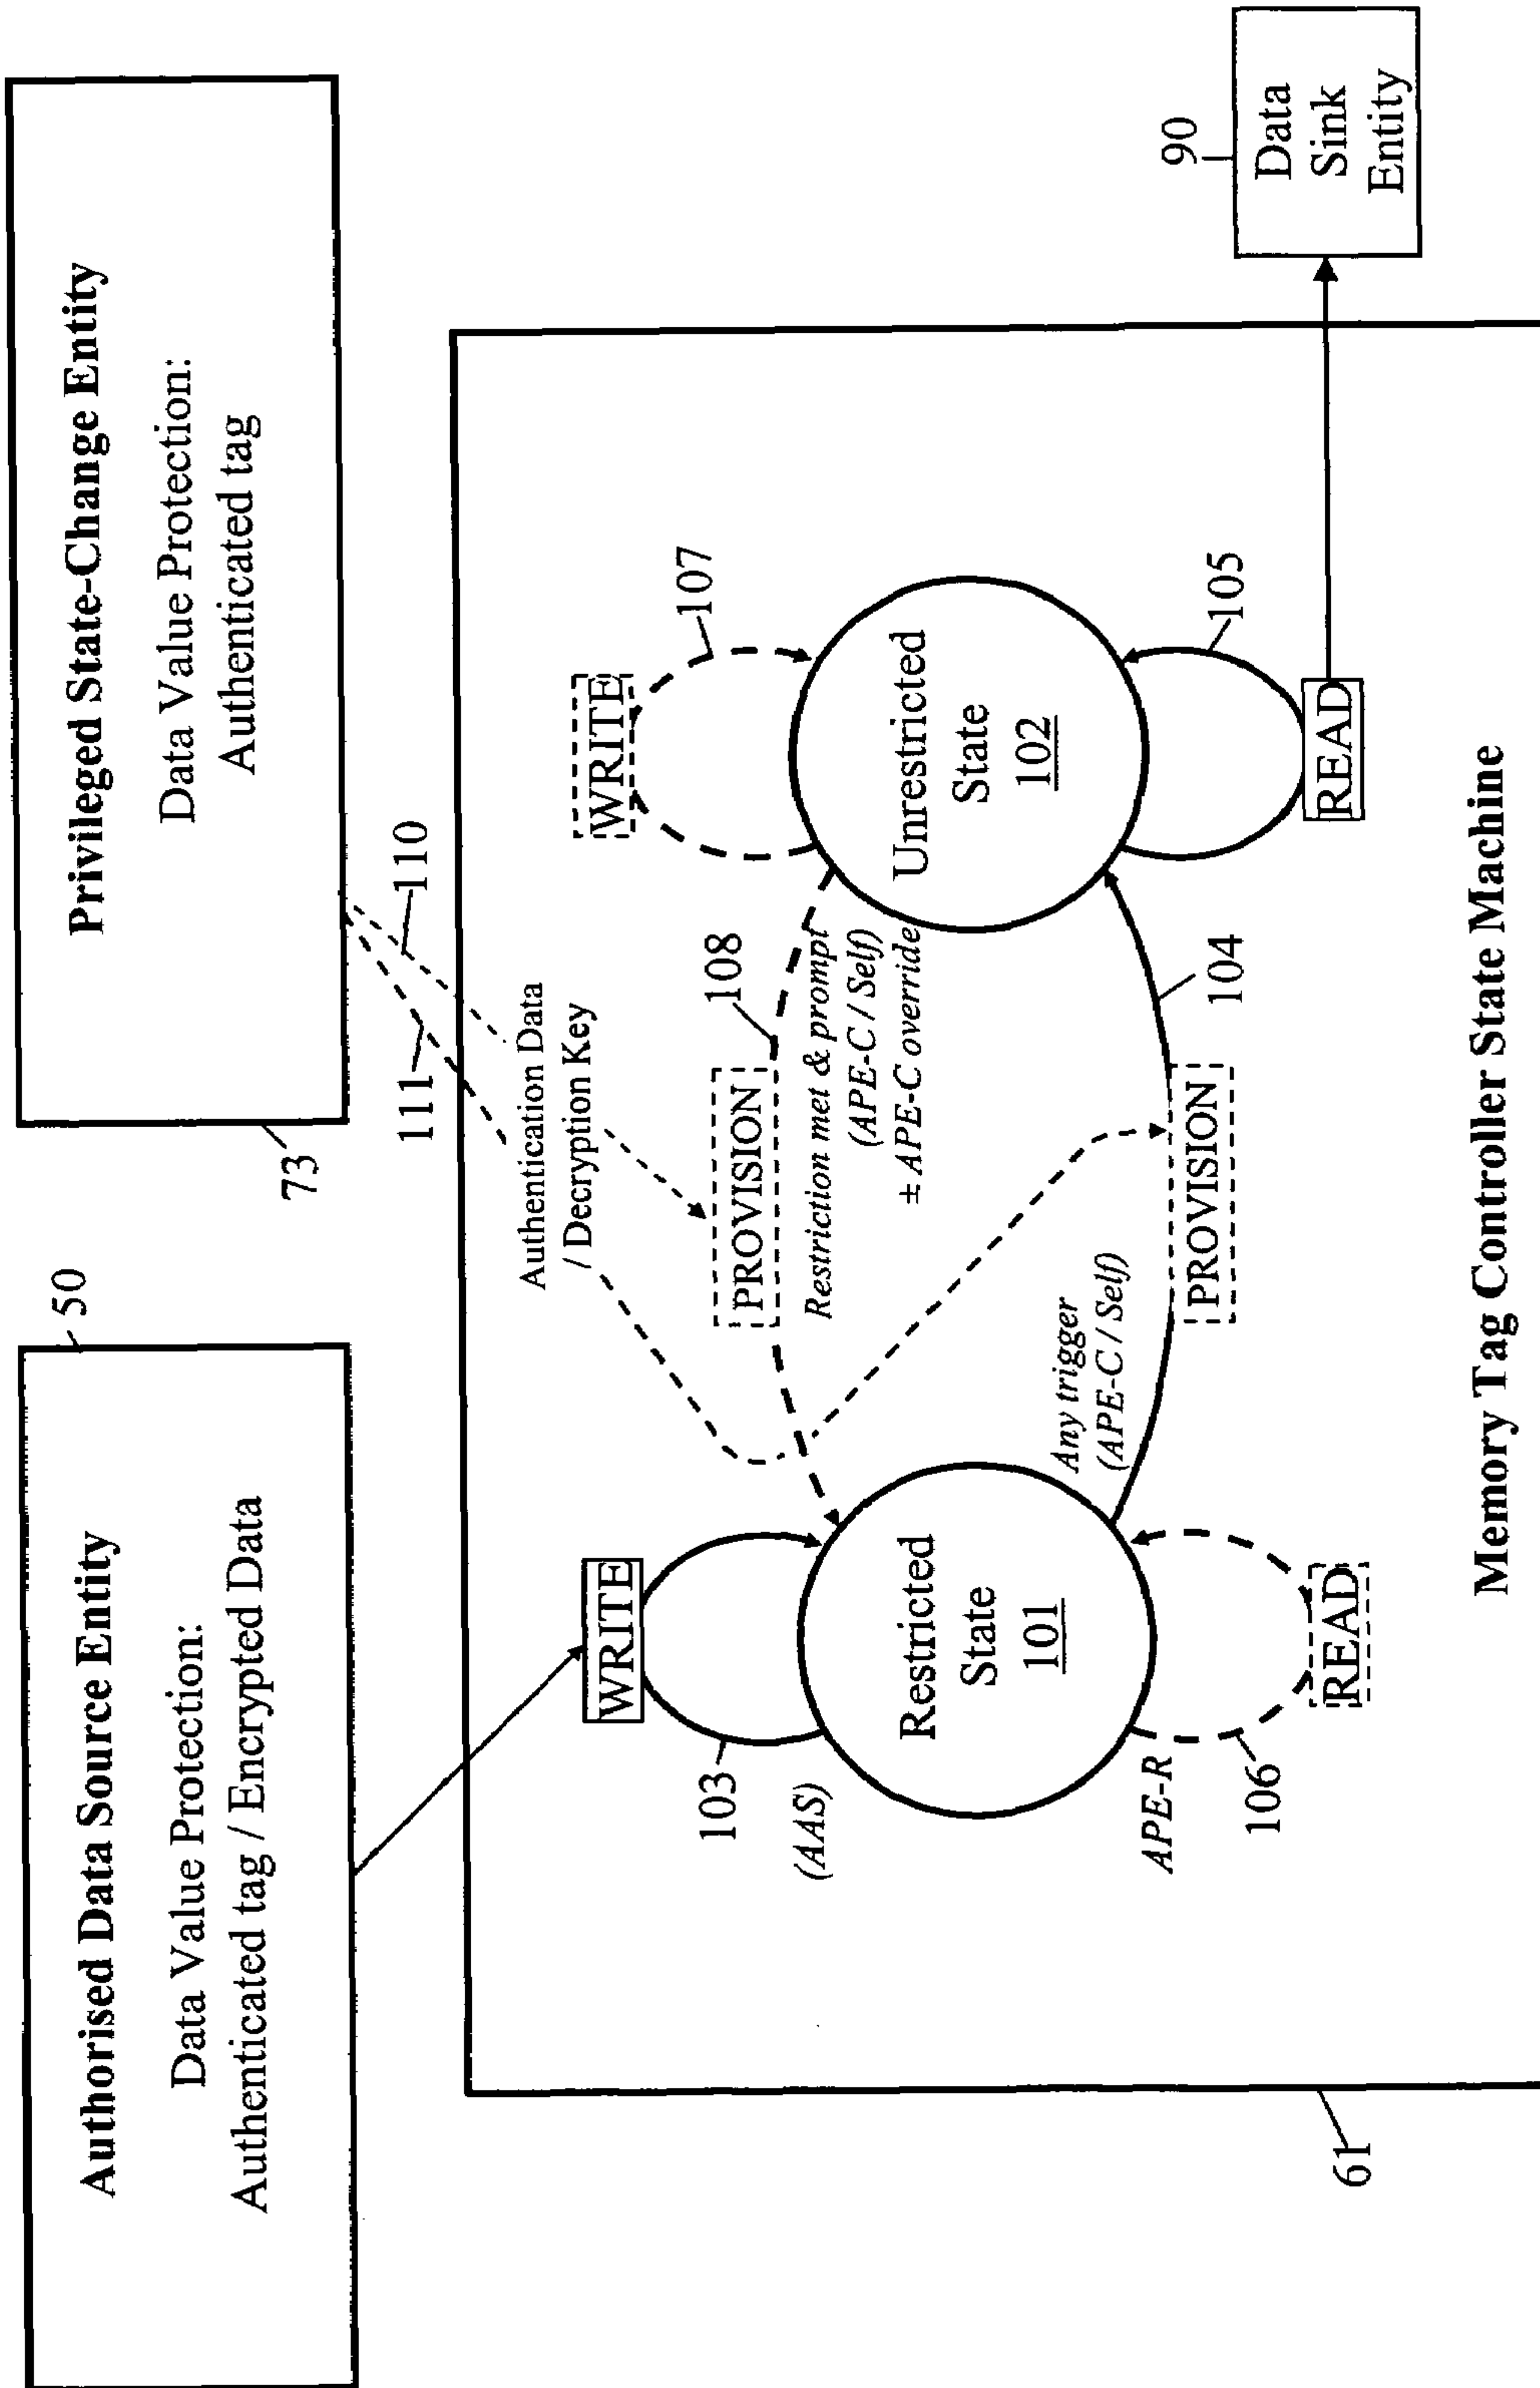 50
Authorised Data Source Entity
Data Value Protection:
Authenticated tag / Encrypted Data
73
Privileged State-Change Entity
Data Value Protection:
Authenticated tag
111
110
Authentication Data
/ Decryption Key
WRITE
103
(AAS)
WRITE
107
108
PROVISION
Restriction met & prompt
(APE-C / Self)
± APE-C override
Restricted
State
101
Unrestricted
State
102
Any trigger
(APE-C / Self)
PROVISION
104
APE-R
106
READ
105
READ
90
Data
Sink
Entity
61
Memory Tag Controller State Machine